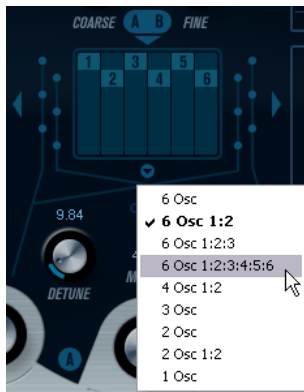 COARSE A B FINE
1 3 5
2 4 6
9.84
DETUNE
A
6 Osc
6 Osc 1:2
6 Osc 1:2:3
6 Osc 1:2:3:4:5:6
4 Osc 1:2
3 Osc
2 Osc
2 Osc 1:2
1 Osc